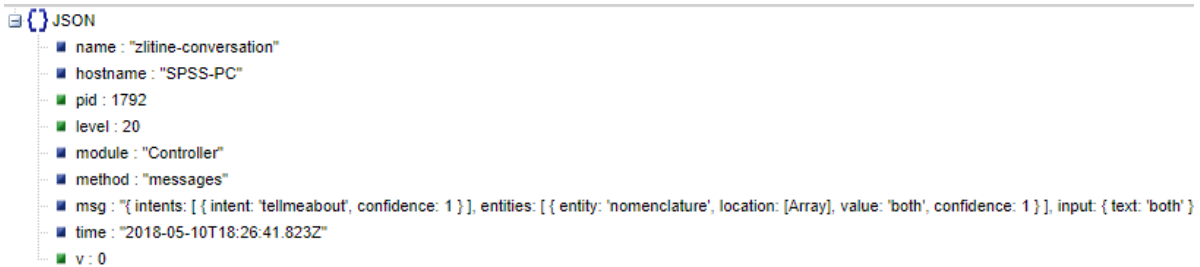 {} JSON
name : "zlitine-conversation"
hostname : "SPSS-PC"
pid : 1792
level : 20
module : "Controller"
method : "messages"
msg : "{ intents: [ { intent: 'tellmeabout', confidence: 1 } ], entities: [ { entity: 'nomenclature', location: [Array], value: 'both', confidence: 1 } ], input: { text: 'both' }
time : "2018-05-10T18:26:41.823Z"
v : 0